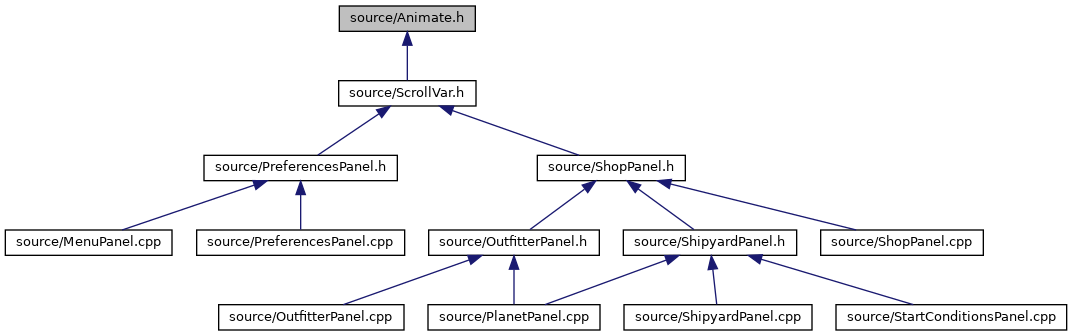 source/Animate.h
source/ScrollVar.h
source/PreferencesPanel.h
source/ShopPanel.h
source/MenuPanel.cpp
source/PreferencesPanel.cpp
source/OutfitterPanel.h
source/ShipyardPanel.h
source/ShopPanel.cpp
source/OutfitterPanel.cpp
source/PlanetPanel.cpp
source/ShipyardPanel.cpp
source/StartConditionsPanel.cpp